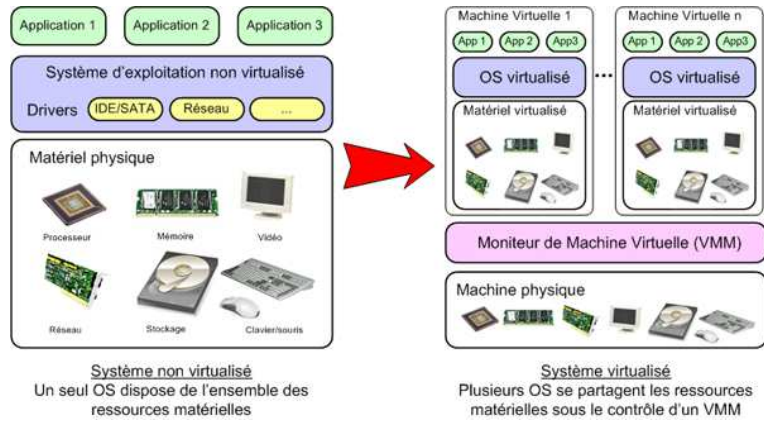 Application 1
Application 2
Application 3
Système d'exploitation non virtualisé
Drivers
IDE/SATA
Réseau
...
Matériel physique
Processeur
Mémoire
Vidéo
Réseau
Stockage
Clavier/souris
Système non virtualisé
Un seul OS dispose de l'ensemble des
ressources matérielles
Machine Virtuelle 1
App 1
App 2
App3
OS virtualisé
Matériel virtualisé
...
Machine Virtuelle n
App 1
App 2
App3
OS virtualisé
Matériel virtualisé
Moniteur de Machine Virtuelle (VMM)
Machine physique
Système virtualisé
Plusieurs OS se partagent les ressources
matérielles sous le contrôle d'un VMM